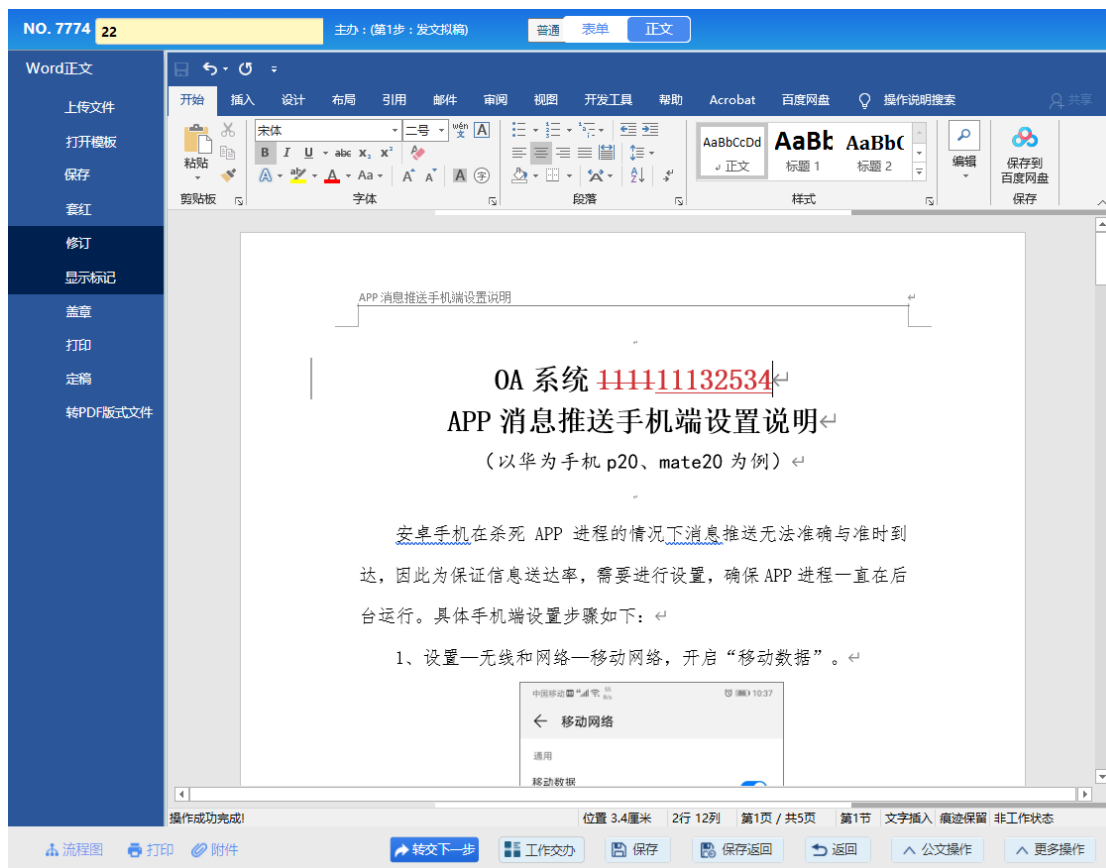 NO. 7774 22 主办：(第1步：发文拟稿) 普通 表单 正文
Word正文
上传文件
打开模板
保存
套红
修订
显示标记
盖章
打印
定稿
转PDF版式文件
开始 插入 设计 布局 引用 邮件 审阅 视图 开发工具 帮助 Acrobat 百度网盘 操作说明搜索 共享
粘贴
剪贴板
宋体 二号 wén 文 A
B I U abc x₂ x²
A aby A Aa A A A 字
字体
段落
AaBbCcDd AaBb AaBb(
正文 标题 1 标题 2
样式
编辑
保存到
百度网盘
保存
APP 消息推送手机端设置说明
OA 系统 111111132534
APP 消息推送手机端设置说明
（以华为手机 p20、mate20 为例）
安卓手机在杀死 APP 进程的情况下消息推送无法准确与准时到
达，因此为保证信息送达率，需要进行设置，确保 APP 进程一直在后
台运行。具体手机端设置步骤如下：
1、设置—无线和网络—移动网络，开启“移动数据”。
中国移动 10:37
← 移动网络
通用
移动数据
操作成功完成! 位置 3.4厘米 2行 12列 第1页 / 共5页 第1节 文字插入 痕迹保留 非工作状态
流程图 打印 附件 转交下一步 工作交办 保存 保存返回 返回 公文操作 更多操作